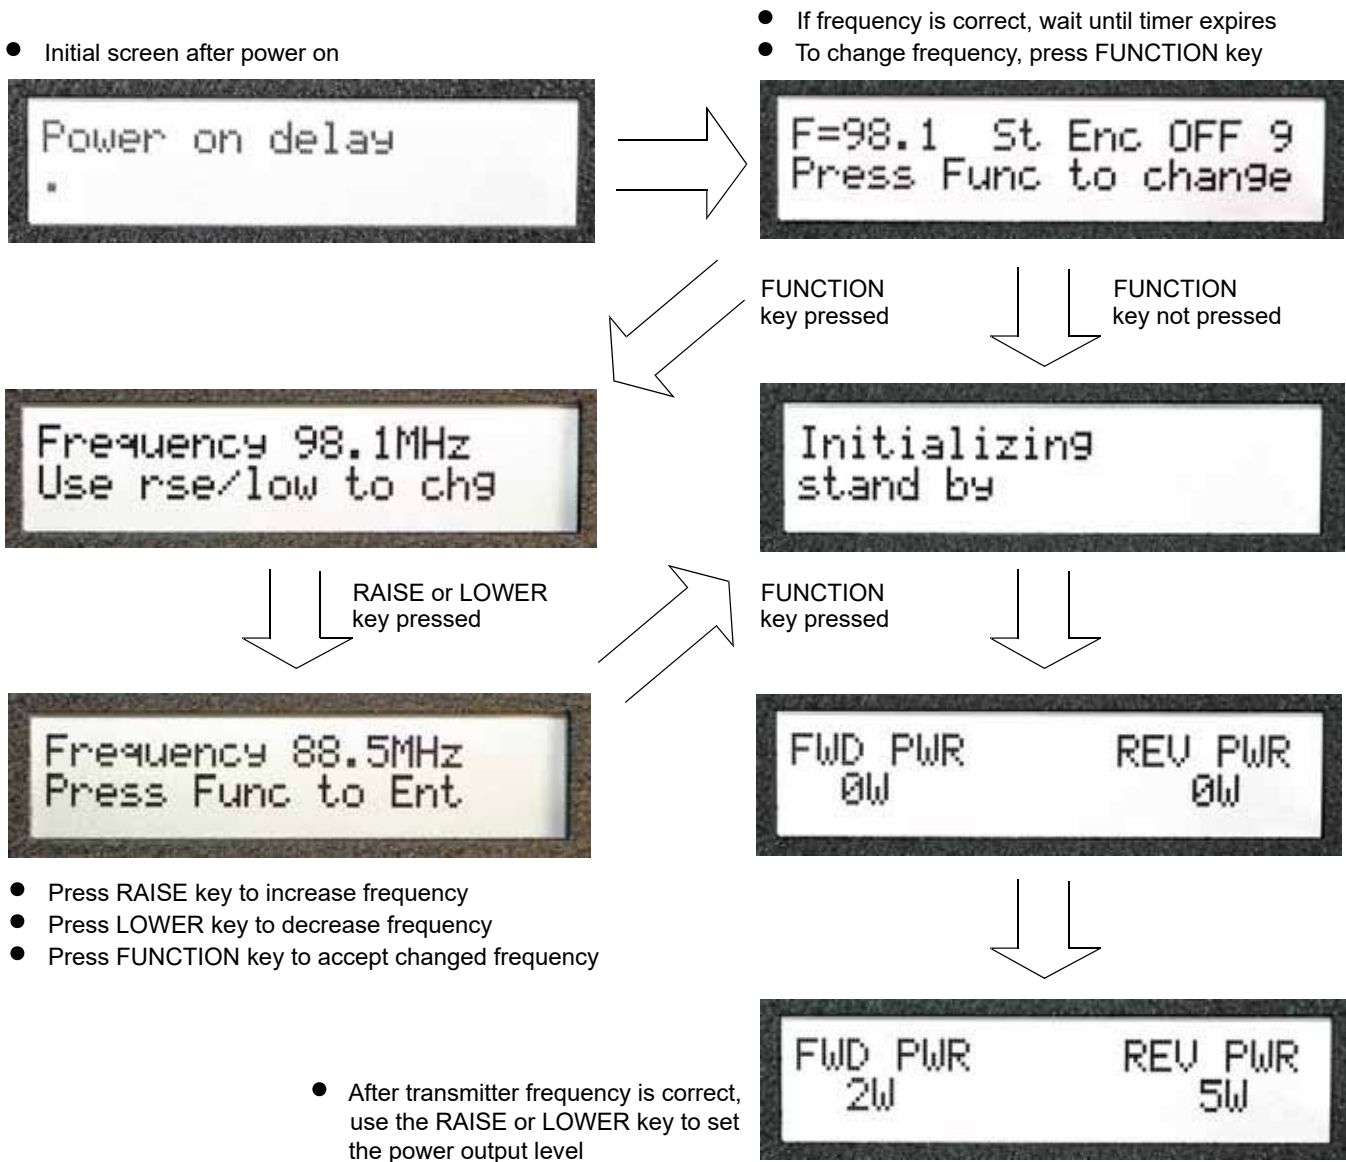 Initial screen after power on
Power on delay
.
If frequency is correct, wait until timer expires
To change frequency, press FUNCTION key
F=98.1 St Enc OFF 9
Press Func to change
FUNCTION
key pressed
FUNCTION
key not pressed
Frequency 98.1MHz
Use rse/low to chg
Initializing
stand by
RAISE or LOWER
key pressed
FUNCTION
key pressed
Frequency 88.5MHz
Press Func to Ent
FWD PWR REV PWR
0W 0W
Press RAISE key to increase frequency
Press LOWER key to decrease frequency
Press FUNCTION key to accept changed frequency
After transmitter frequency is correct,
use the RAISE or LOWER key to set
the power output level
FWD PWR REV PWR
2W 5W